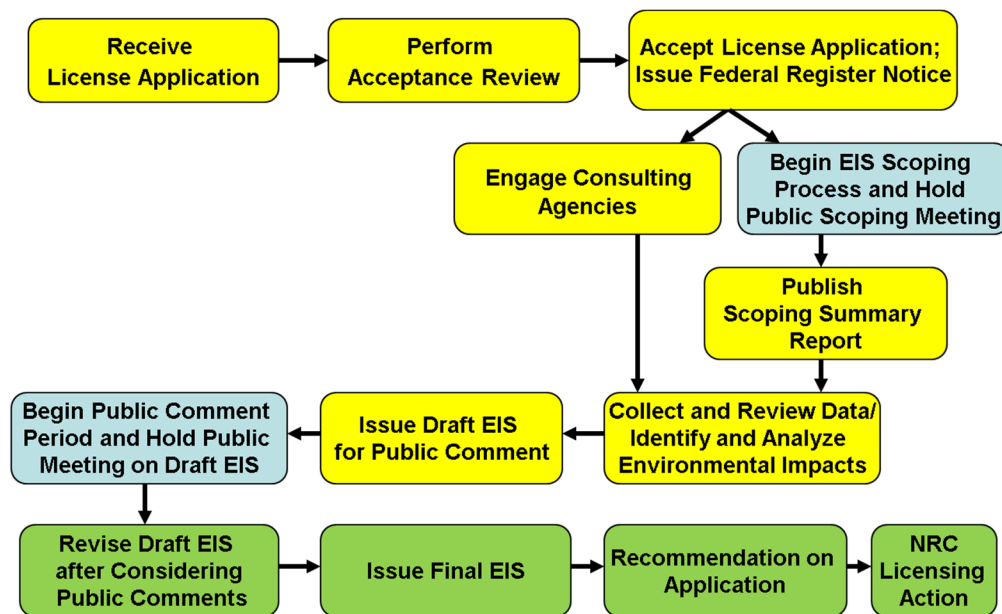 Receive
License Application
Perform
Acceptance Review
Accept License Application;
Issue Federal Register Notice
Engage Consulting
Agencies
Begin EIS Scoping
Process and Hold
Public Scoping Meeting
Publish
Scoping Summary
Report
Begin Public Comment
Period and Hold Public
Meeting on Draft EIS
Issue Draft EIS
for Public Comment
Collect and Review Data/
Identify and Analyze
Environmental Impacts
Revise Draft EIS
after Considering
Public Comments
Issue Final EIS
Recommendation on
Application
NRC
Licensing
Action